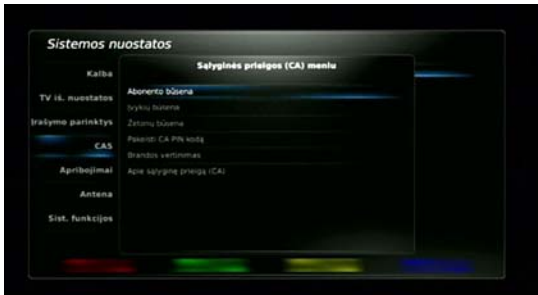 Sistemos nuostatos
Sąlyginės prieigos (CA) meniu
Kalba
TV iš. nuostatos
Įrašymo parinktys
CAS
Apribojimai
Antena
Sist. funkcijos
Abonento būsena
Įvykių būsena
Žetonų būsena
Pakeisti CA PIN kodą
Brandos vertinimas
Apie sąlyginę prieigą (CA)